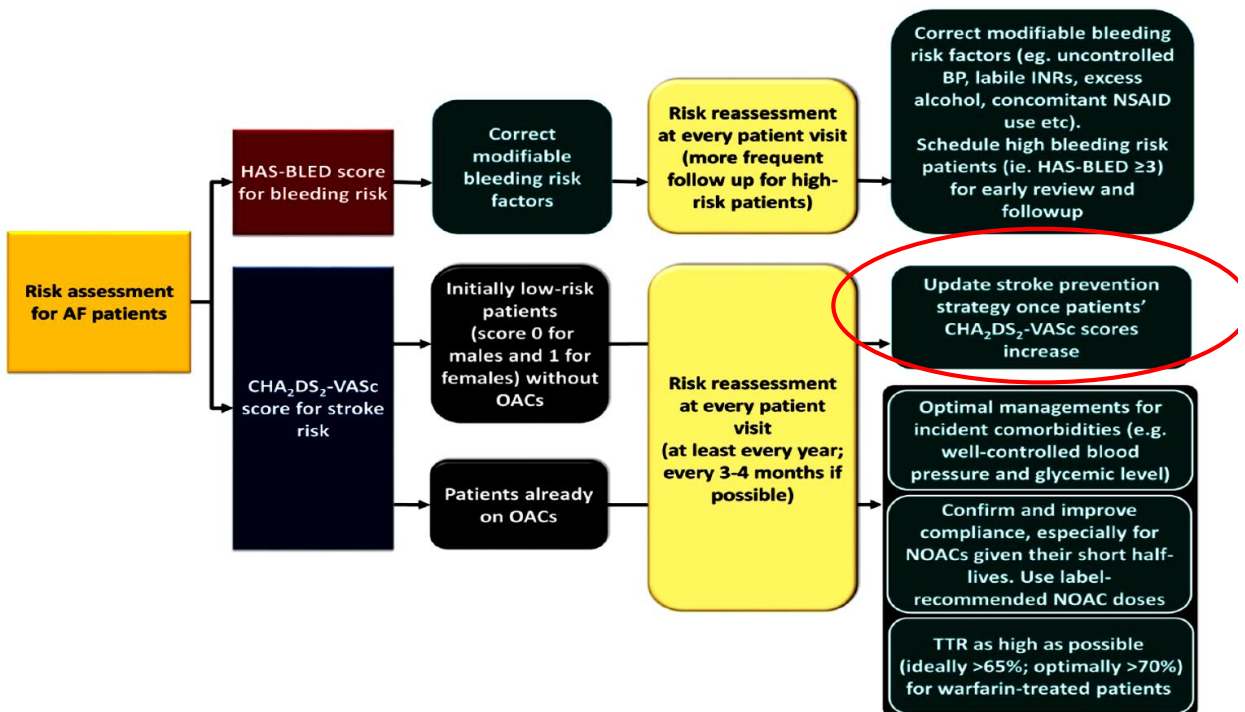 Risk assessment
for AF patients
HAS-BLED score
for bleeding risk
Correct
modifiable
bleeding risk
factors
Risk reassessment
at every patient visit
(more frequent
follow up for high-
risk patients)
Correct modifiable bleeding
risk factors (eg. uncontrolled
BP, labile INRs, excess
alcohol, concomitant NSAID
use etc).
Schedule high bleeding risk
patients (ie. HAS-BLED ≥3)
for early review and
followup
CHA₂DS₂-VASc
score for stroke
risk
Initially low-risk
patients
(score 0 for
males and 1 for
females) without
OACs
Patients already
on OACs
Risk reassessment
at every patient
visit
(at least every year;
every 3-4 months if
possible)
Update stroke prevention
strategy once patients’
CHA₂DS₂-VASc scores
increase
Optimal managements for
incident comorbidities (e.g.
well-controlled blood
pressure and glycemic level)
Confirm and improve
compliance, especially for
NOACs given their short half-
lives. Use label-
recommended NOAC doses
TTR as high as possible
(ideally >65%; optimally >70%)
for warfarin-treated patients